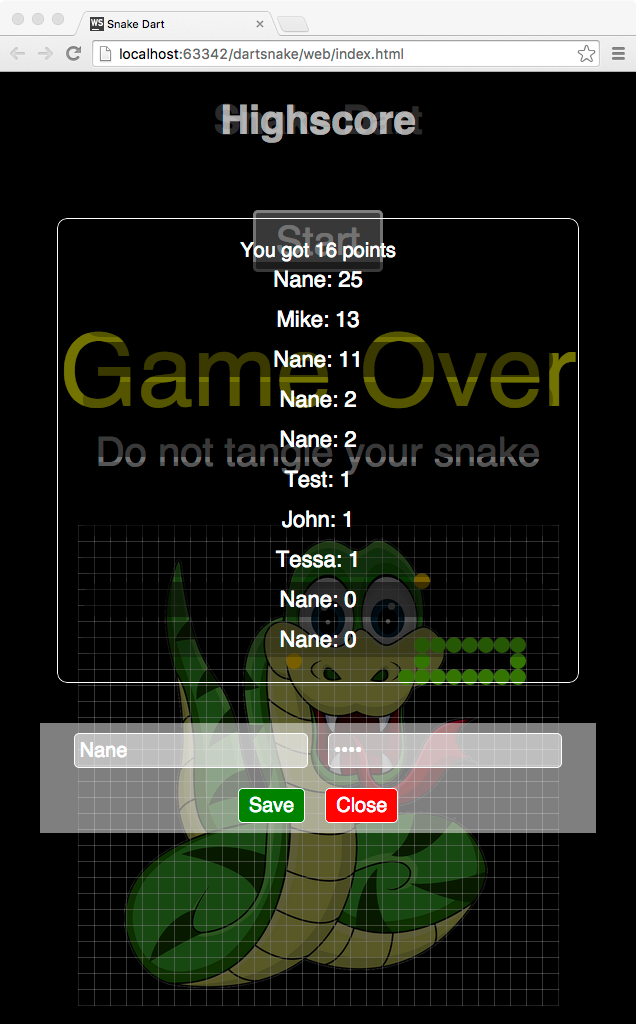 WS Snake Dart
localhost:63342/dartsnake/web/index.html
Snake Dart
Highscore
Start
You got 16 points
Nane: 25
Mike: 13
Nane: 11
Game Over
Nane: 2
Nane: 2
Do not tangle your snake
Test: 1
John: 1
Tessa: 1
Nane: 0
Nane: 0
Nane ••••
Save Close